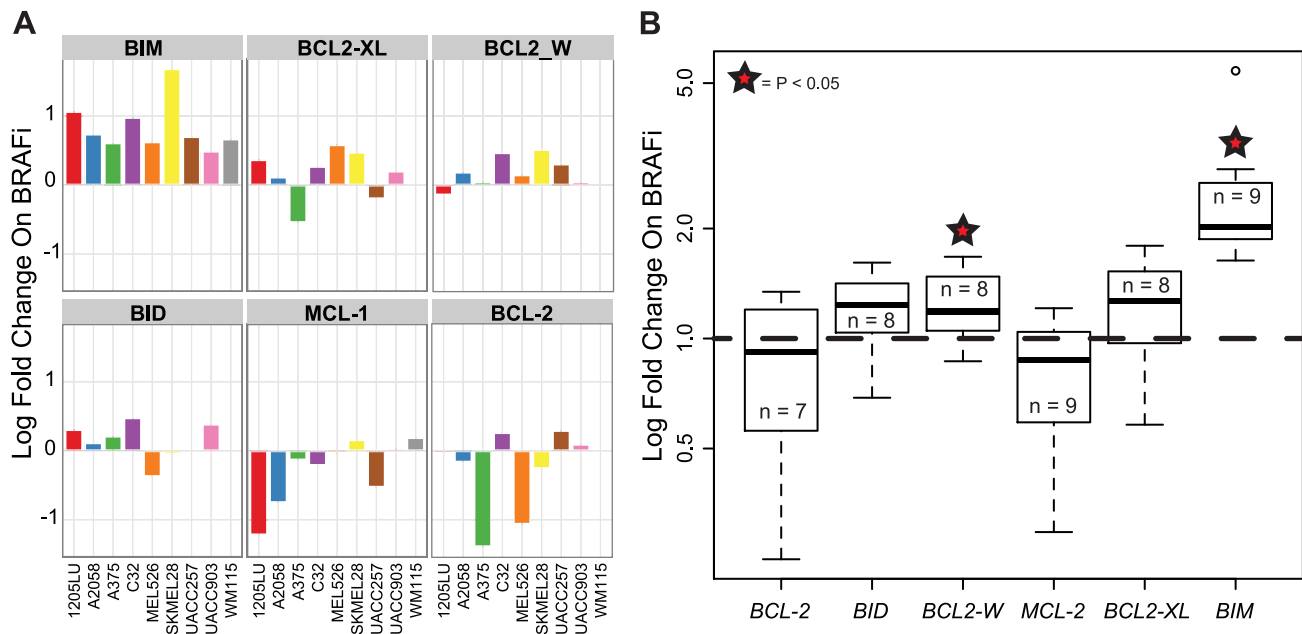 A
BIM
BCL2-XL
BCL2_W
Log Fold Change On BRAFi
1
0
-1
BID
MCL-1
BCL-2
1
0
-1
1205LU
A2058
A375
C32
MEL526
SKMEL28
UACC257
UACC903
WM115
1205LU
A2058
A375
C32
MEL526
SKMEL28
UACC257
UACC903
WM115
1205LU
A2058
A375
C32
MEL526
SKMEL28
UACC257
UACC903
WM115
B
Log Fold Change On BRAFi
5.0
2.0
1.0
0.5
= P < 0.05
n = 7
n = 8
n = 8
n = 9
n = 8
n = 9
BCL-2
BID
BCL2-W
MCL-2
BCL2-XL
BIM